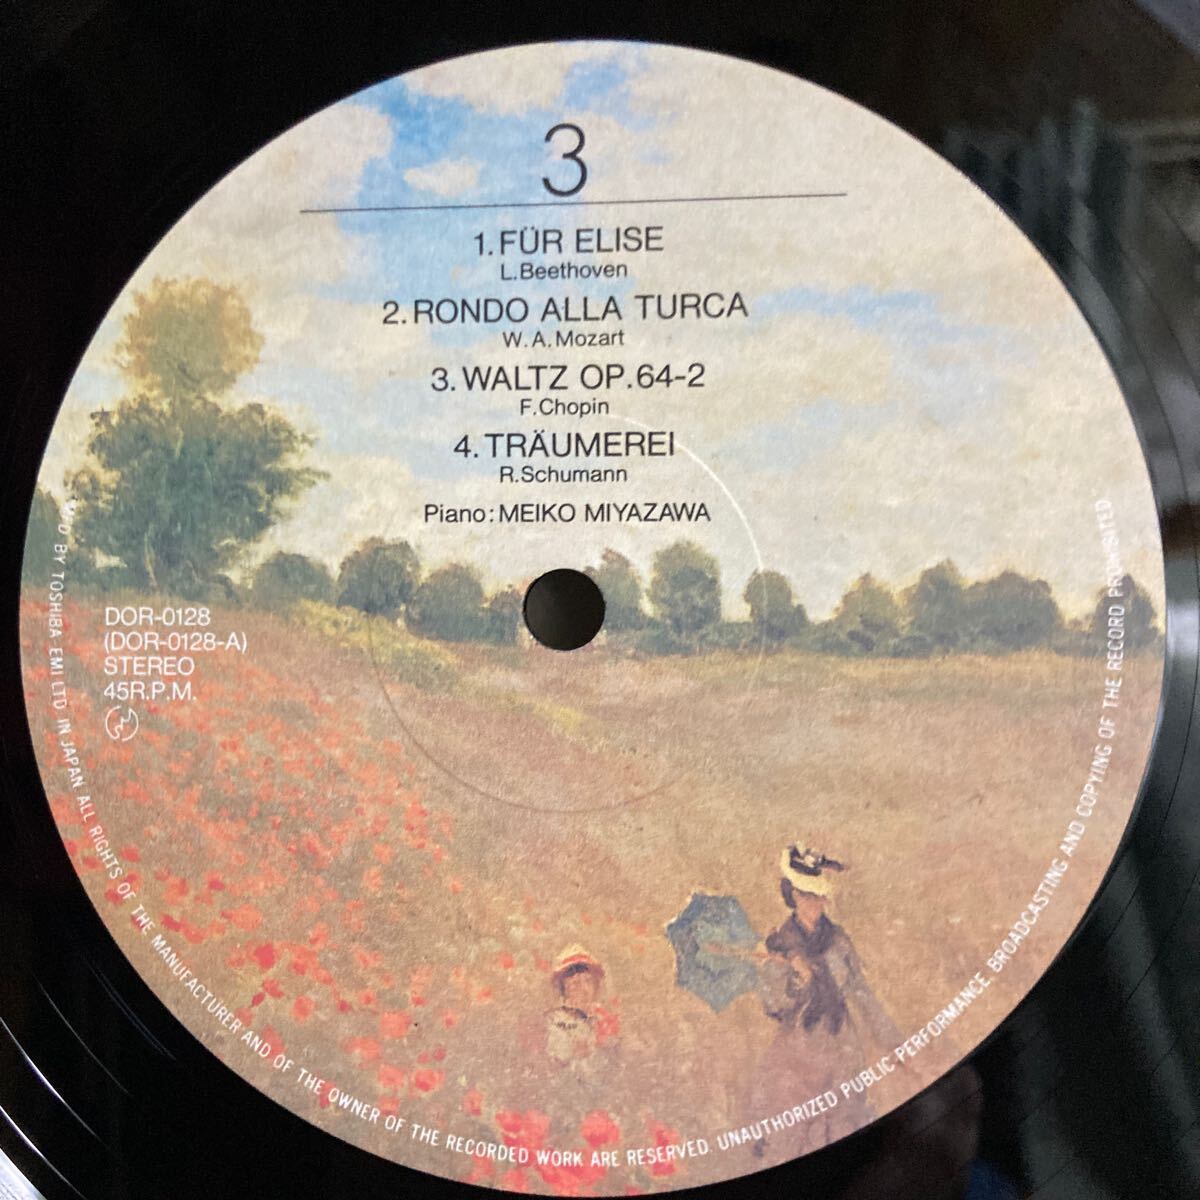 3
1.FÜR ELISE
L.Beethoven
2.RONDO ALLA TURCA
W.A.Mozart
3.WALTZ OP.64-2
F.Chopin
4.TRÄUMEREI
R.Schumann
Piano:MEIKO MIYAZAWA
DOR-0128
(DOR-0128-A)
STEREO
45R.P.M.
BY TOSHIBA-EMI LTD IN JAPAN ALL RIGHTS OF THE MANUFACTURER AND OF THE OWNER OF THE RECORDED WORK ARE RESERVED. UNAUTHORIZED PUBLIC PERFORMANCE, BROADCASTING AND COPYING OF THE RECORD PROHIBITED